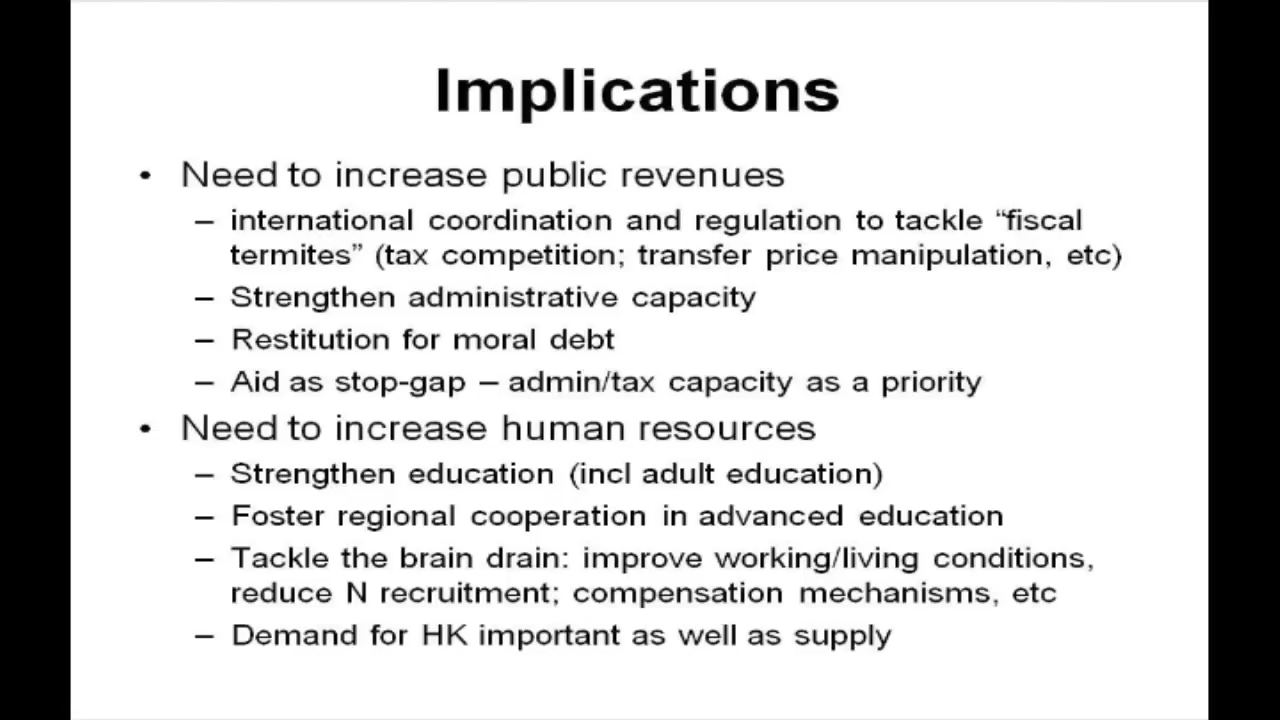 Implications
• Need to increase public revenues
– international coordination and regulation to tackle “fiscal
termites” (tax competition; transfer price manipulation, etc)
– Strengthen administrative capacity
– Restitution for moral debt
– Aid as stop-gap – admin/tax capacity as a priority
• Need to increase human resources
– Strengthen education (incl adult education)
– Foster regional cooperation in advanced education
– Tackle the brain drain: improve working/living conditions,
reduce N recruitment; compensation mechanisms, etc
– Demand for HK important as well as supply